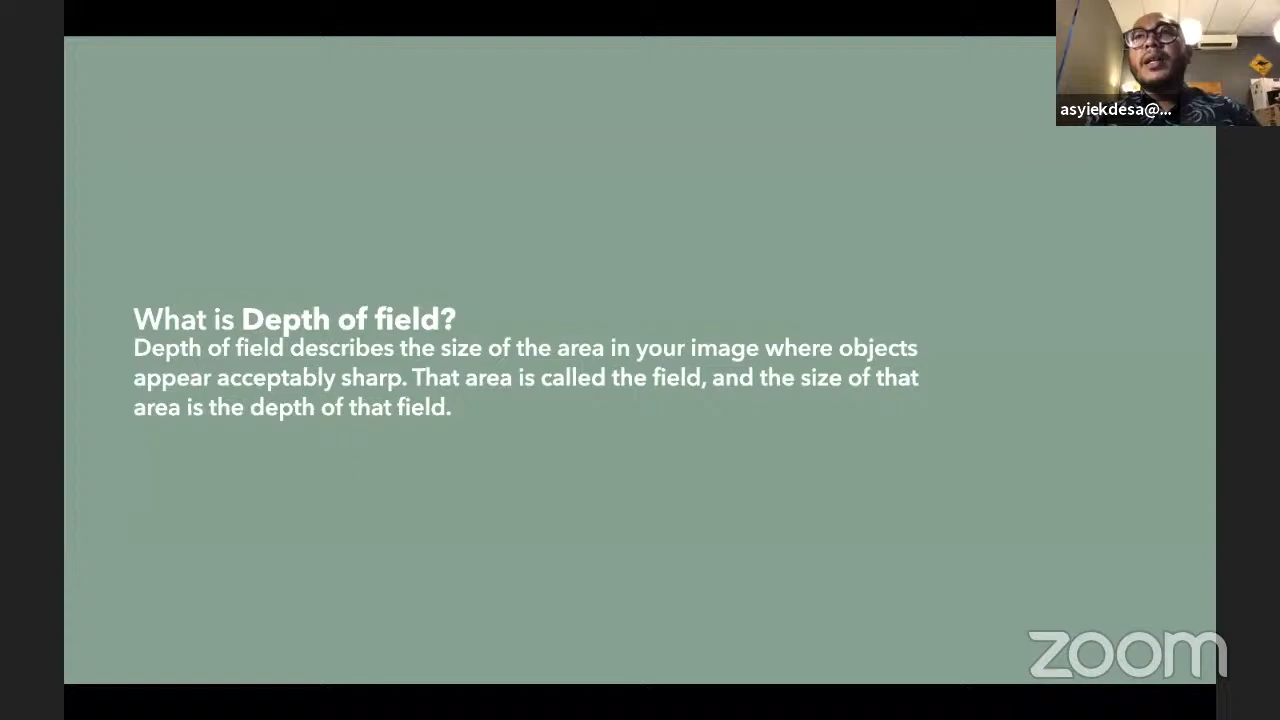 asyiekdesa@...
What is Depth of field?
Depth of field describes the size of the area in your image where objects
appear acceptably sharp. That area is called the field, and the size of that
area is the depth of that field.
zoom